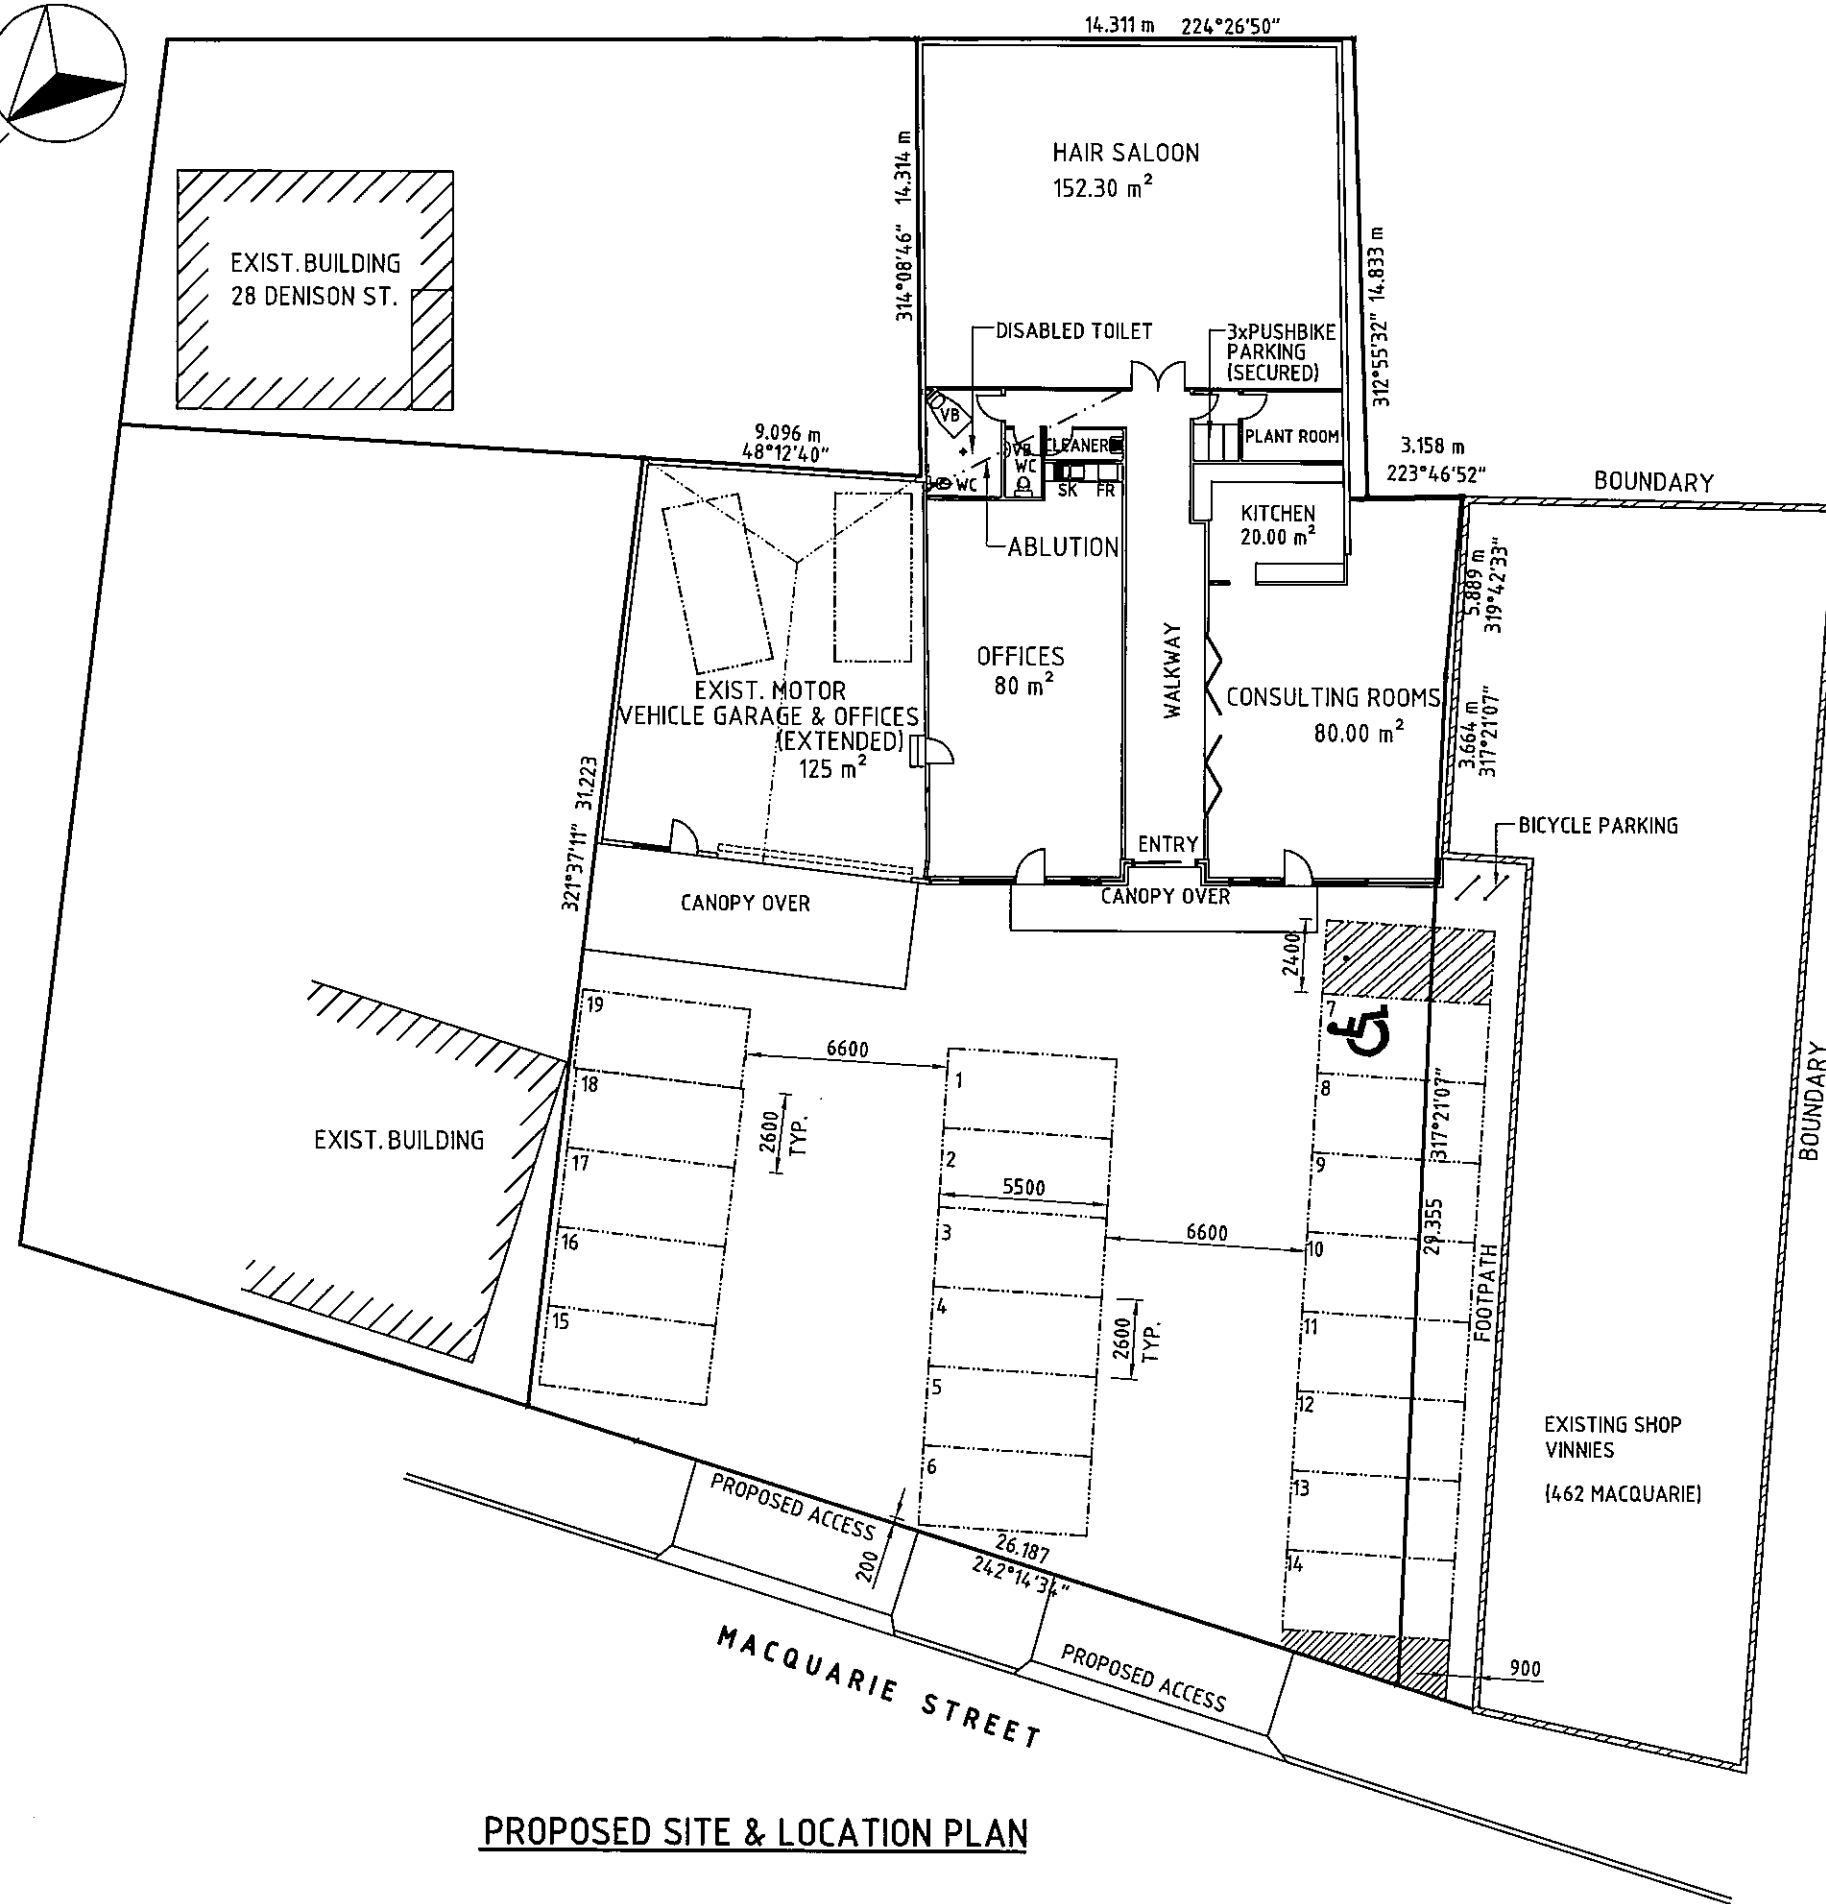 14.311 m 224°26'50"
HAIR SALOON
152.30 m²
314°08'46" 14.314 m
312°55'32" 14.833 m
EXIST. BUILDING
28 DENISON ST.
DISABLED TOILET
3xPUSHBIKE
PARKING
(SECURED)
VB
VB
CLEANER
PLANT ROOM
WC
WC
SK FR
9.096 m
48°12'40"
3.158 m
223°46'52"
BOUNDARY
KITCHEN
20.00 m²
ABLUTION
5.889 m
319°42'33"
OFFICES
80 m²
WALKWAY
EXIST. MOTOR
VEHICLE GARAGE & OFFICES
(EXTENDED)
125 m²
CONSULTING ROOMS
80.00 m²
3.664 m
317°21'07"
321°37'11" 31.223
BICYCLE PARKING
ENTRY
CANOPY OVER
CANOPY OVER
2400
19
18
17
16
15
6600
2600
TYP.
1
2
5500
3
4
5
6
6600
2600
TYP.
7
8
9
10
11
12
13
14
317°21'07"
29.355
FOOTPATH
BOUNDARY
EXIST. BUILDING
EXISTING SHOP
VINNIES
(462 MACQUARIE)
PROPOSED ACCESS
200
26.187
242°14'34"
PROPOSED ACCESS
900
MACQUARIE STREET
PROPOSED SITE & LOCATION PLAN